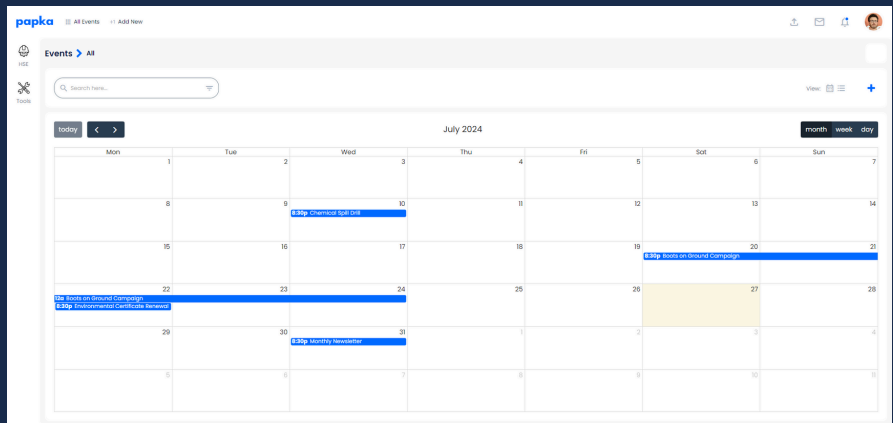 papka All Events Add New
HSE
Tools
Events All
Search here...
View:
today
July 2024
month week day
Mon Tue Wed Thu Fri Sat Sun
1 2 3 4 5 6 7
8 9 10 11 12 13 14
8:30p Chemical Spill Drill
15 16 17 18 19 20 21
8:30p Boots on Ground Campaign
22 23 24 25 26 27 28
12a Boots on Ground Campaign
8:30p Environmental Certificate Renewal
29 30 31 1 2 3 4
8:30p Monthly Newsletter
5 6 7 8 9 10 11